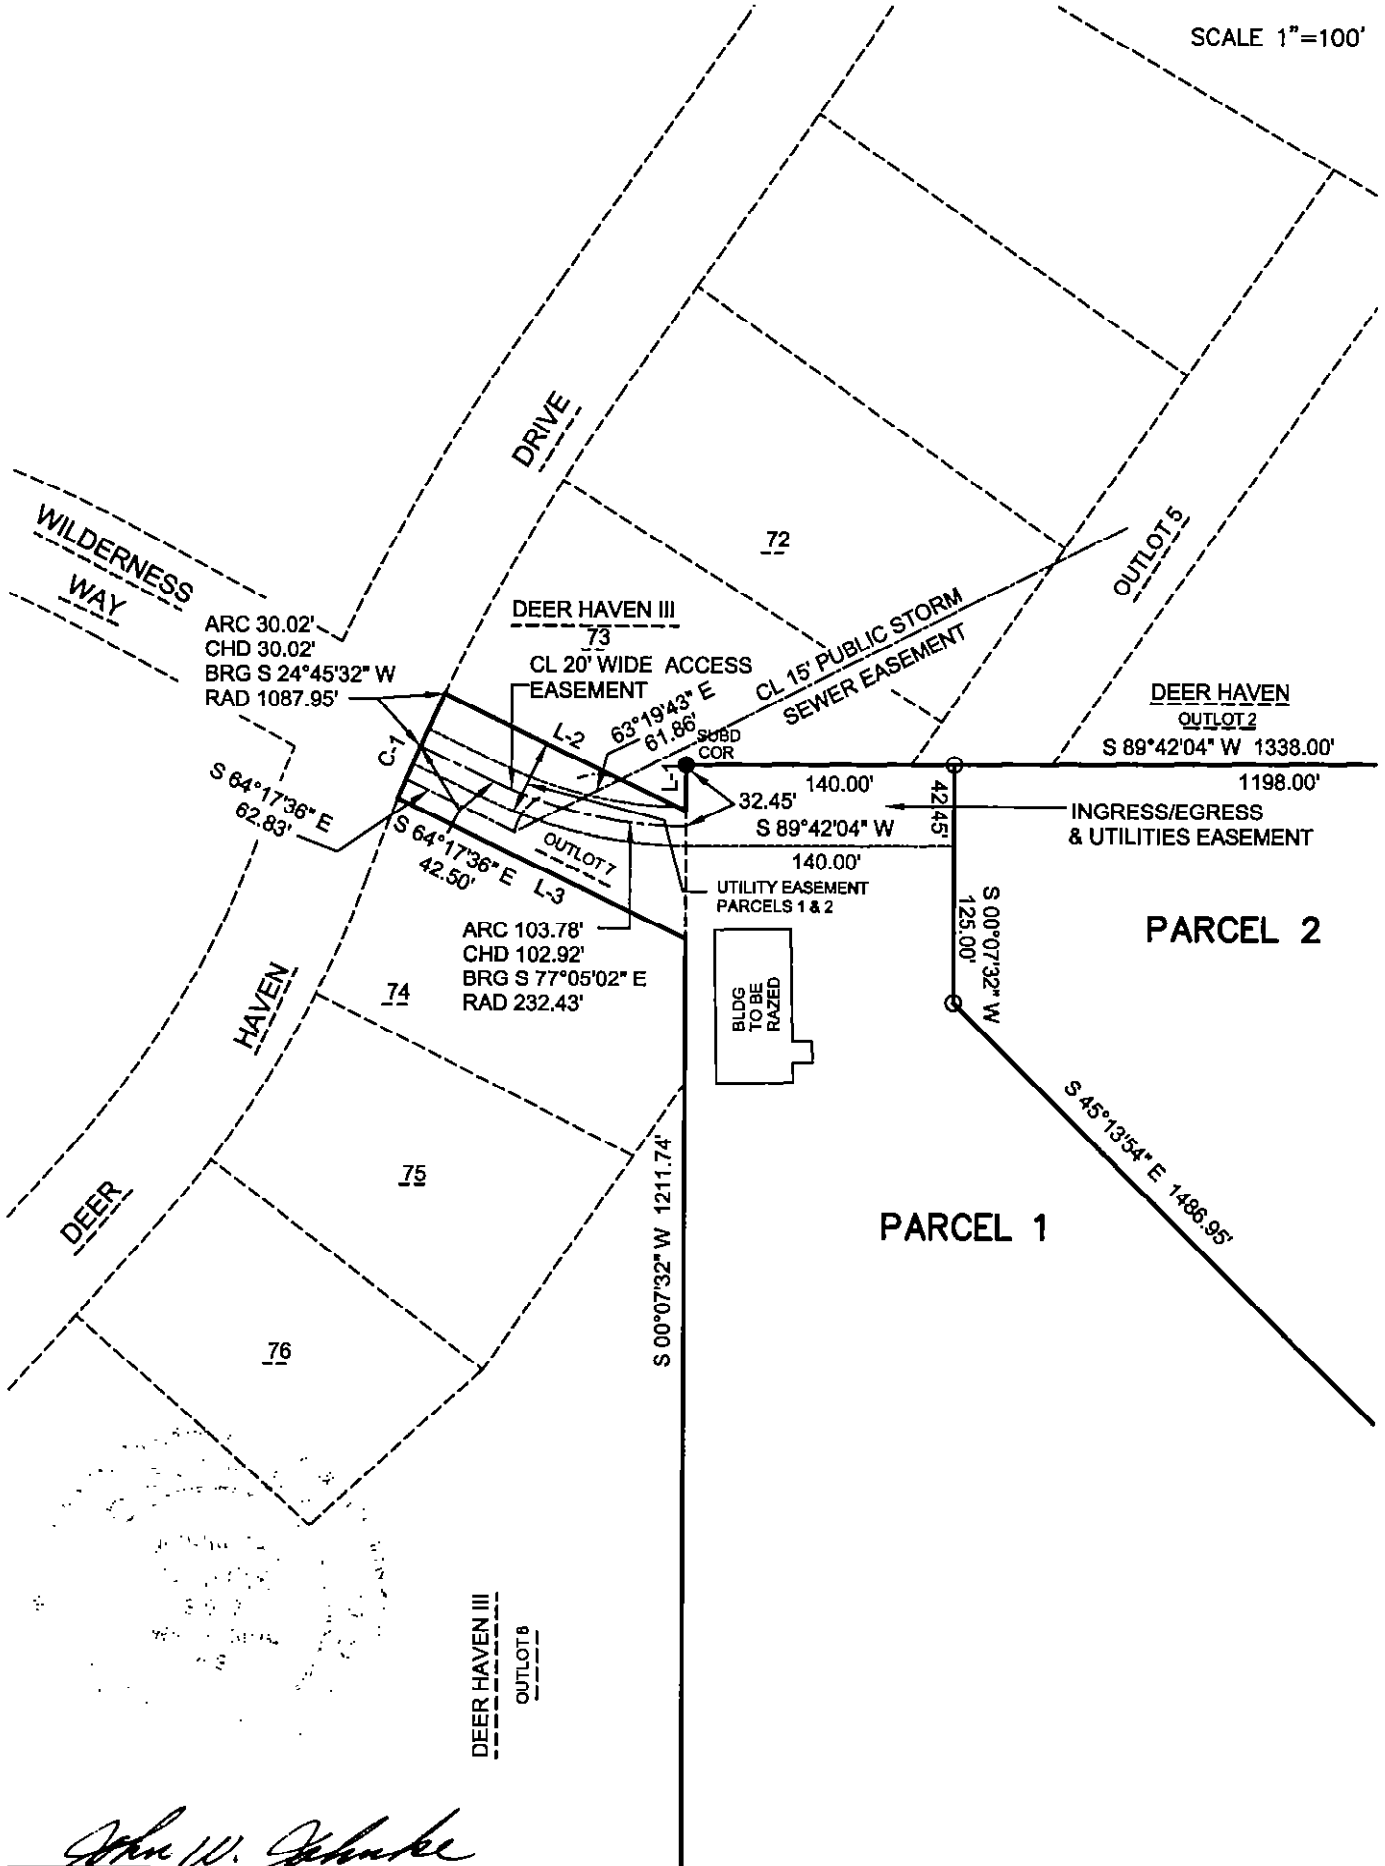 SCALE 1"=100'
DRIVE
WILDERNESS
WAY
72
OUTLOT 5
ARC 30.02'
CHD 30.02'
BRG S 24°45'32" W
RAD 1087.95'
DEER HAVEN III
73
CL 20' WIDE ACCESS
EASEMENT
CL 15' PUBLIC STORM
SEWER EASEMENT
63°19'43" E
61.86'
L-2
SUBD
COR
L-1
C-1
DEER HAVEN
OUTLOT 2
S 89°42'04" W 1338.00'
140.00'
1198.00'
32.45'
42.45'
S 89°42'04" W
140.00'
INGRESS/EGRESS
& UTILITIES EASEMENT
S 64°17'36" E
62.83'
S 64°17'36" E
42.50'
OUTLOT 7
L-3
UTILITY EASEMENT
PARCELS 1 & 2
ARC 103.78'
CHD 102.92'
BRG S 77°05'02" E
RAD 232.43'
S 00°07'32" W
125.00'
PARCEL 2
BLDG
TO BE
RAZED
74
HAVEN
S 45°13'54" E 1486.95'
75
DEER
S 00°07'32" W 1211.74'
PARCEL 1
76
DEER HAVEN III
OUTLOT 8
John W. Jahnke